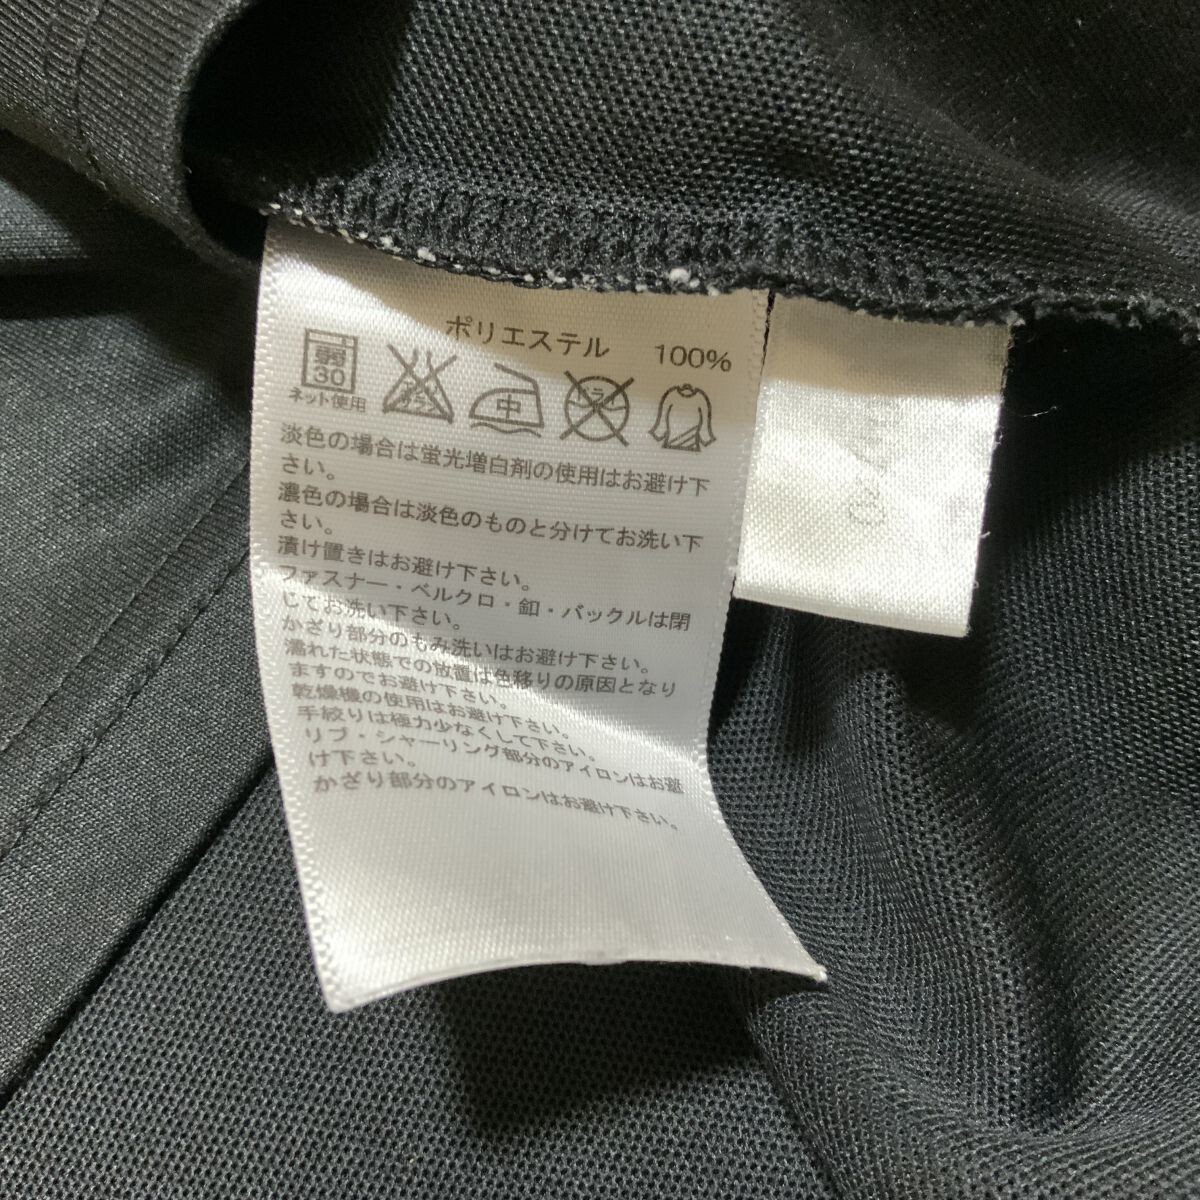 ポリエステル 100%
弱
30
ネット使用
中
淡色の場合は蛍光増白剤の使用はお避け下
さい。
濃色の場合は淡色のものと分けてお洗い下
さい。
漬け置きはお避け下さい。
ファスナー・ベルクロ・釦・バックルは閉
じてお洗い下さい。
かざり部分のもみ洗いはお避け下さい。
濡れた状態での放置は色移りの原因となり
ますのでお避け下さい。
乾燥機の使用はお避け下さい。
手絞りは極力少なくして下さい。
リブ・シャーリング部分のアイロンはお避
け下さい。
かざり部分のアイロンはお避け下さい。